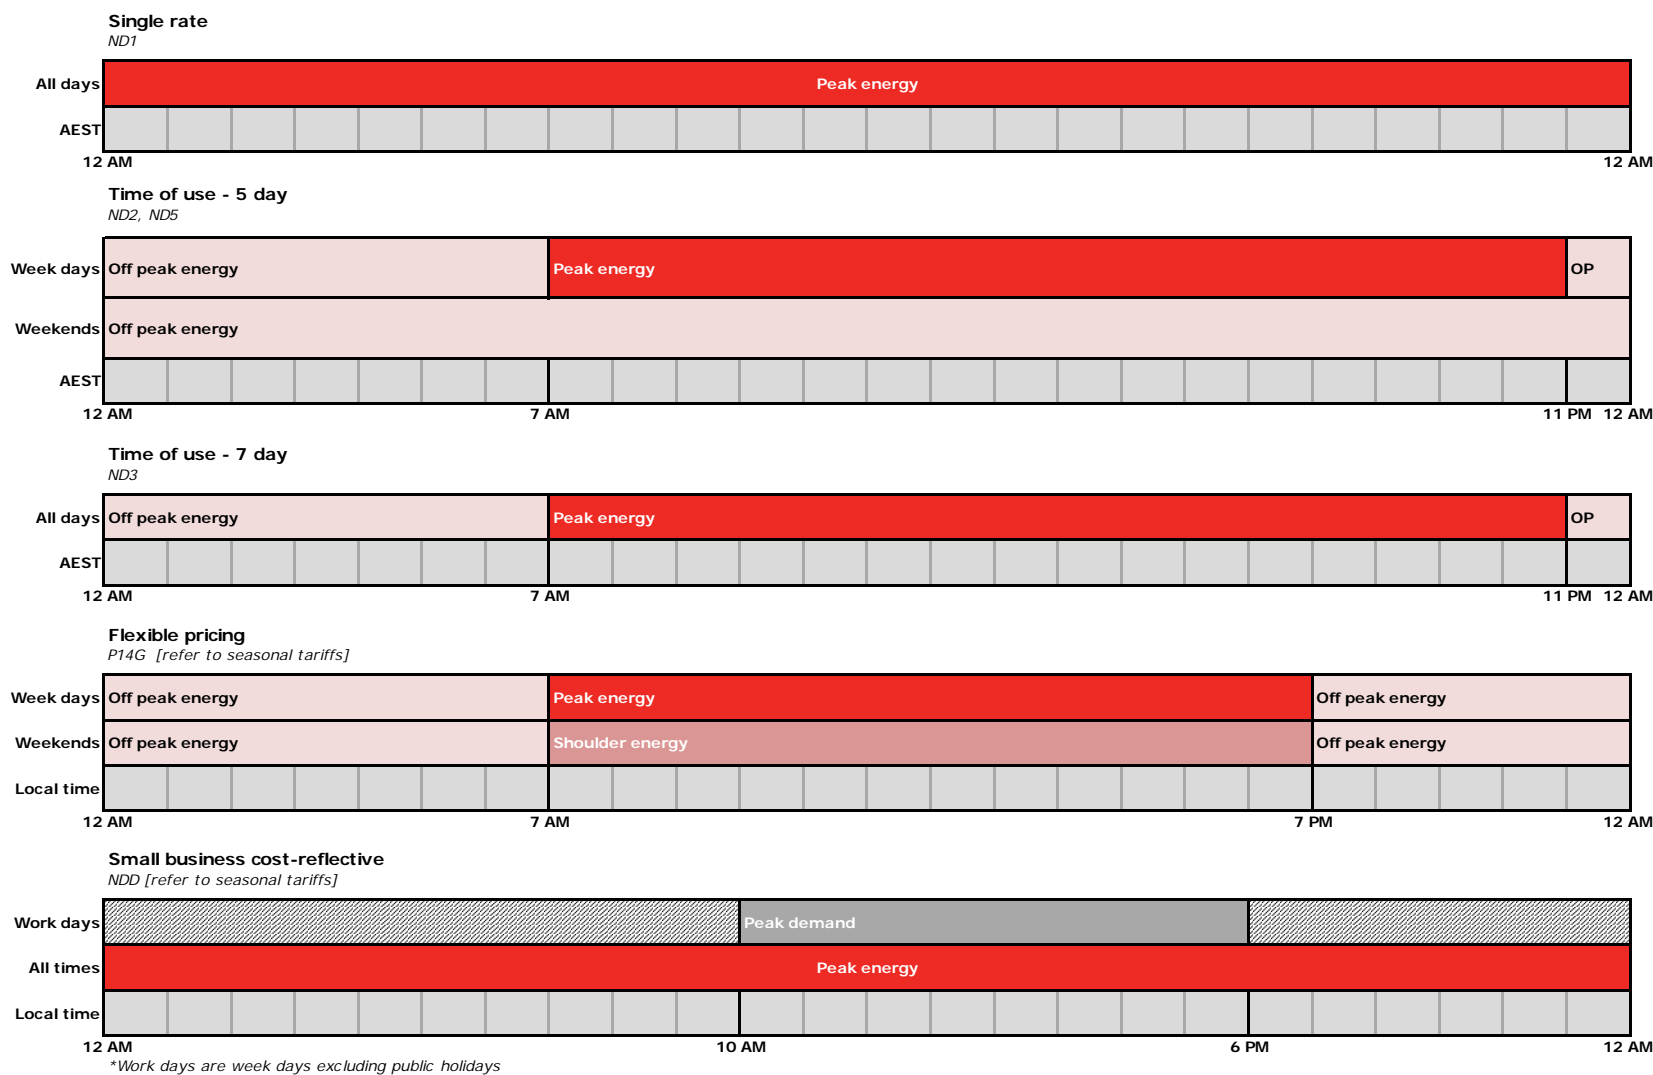 Single rate
ND1
All days Peak energy
AEST
12 AM 12 AM
Time of use - 5 day
ND2, ND5
Week days Off peak energy Peak energy OP
Weekends Off peak energy
AEST
12 AM 7 AM 11 PM 12 AM
Time of use - 7 day
ND3
All days Off peak energy Peak energy OP
AEST
12 AM 7 AM 11 PM 12 AM
Flexible pricing
P14G [refer to seasonal tariffs]
Week days Off peak energy Peak energy Off peak energy
Weekends Off peak energy Shoulder energy Off peak energy
Local time
12 AM 7 AM 7 PM 12 AM
Small business cost-reflective
NDD [refer to seasonal tariffs]
Work days Peak demand
All times Peak energy
Local time
12 AM 10 AM 6 PM 12 AM
*Work days are week days excluding public holidays